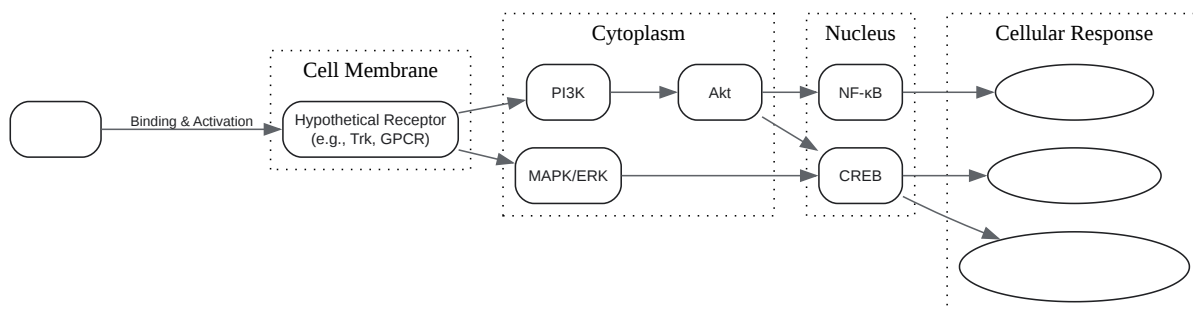 Cytoplasm
Nucleus
Cellular Response
Cell Membrane
PI3K
Akt
NF-κB
Binding & Activation
Hypothetical Receptor
(e.g., Trk, GPCR)
MAPK/ERK
CREB